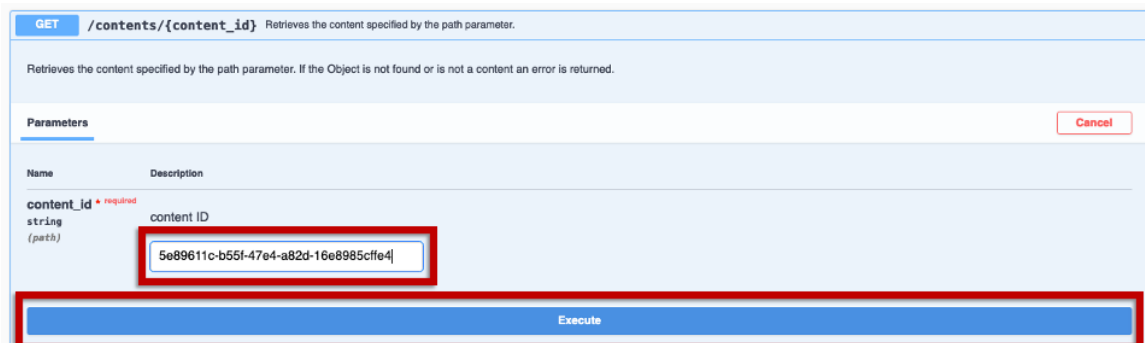 GET /contents/{content_id} Retrieves the content specified by the path parameter.
Retrieves the content specified by the path parameter. If the Object is not found or is not a content an error is returned.
Parameters Cancel
Name Description
content_id * required
string
(path)
content ID
5e89611c-b55f-47e4-a82d-16e8985cffe4
Execute